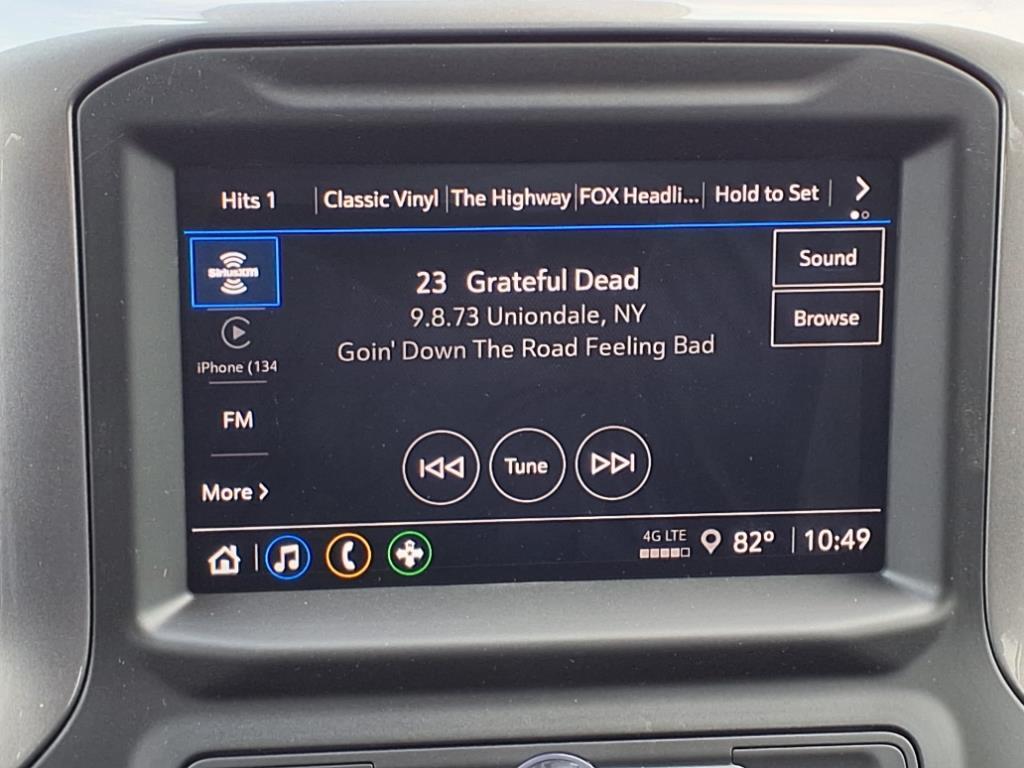 Hits 1
Classic Vinyl
The Highway
FOX Headli...
Hold to Set
SiriusXM
23 Grateful Dead
9.8.73 Uniondale, NY
Goin' Down The Road Feeling Bad
Sound
Browse
iPhone (134
FM
More
Tune
4G LTE
82°
10:49